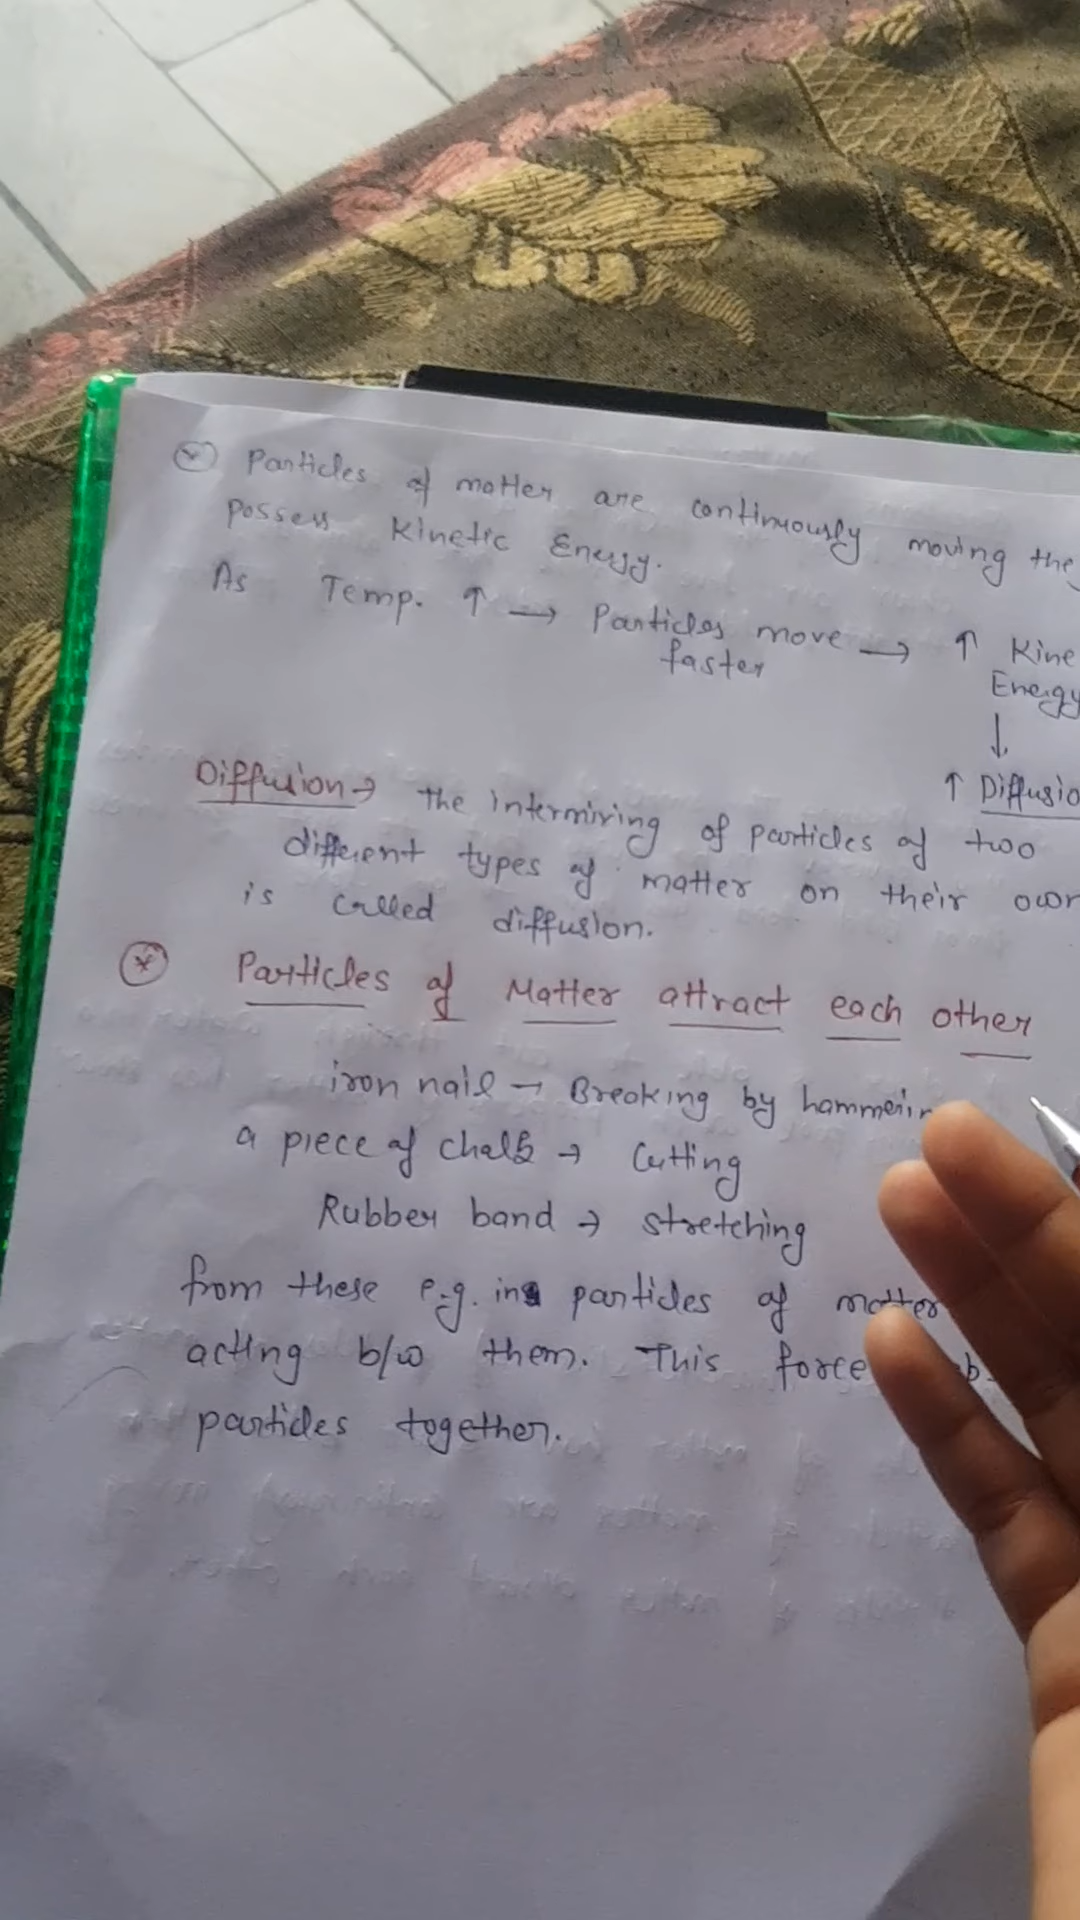 Particles of matter are continuously moving they
possess Kinetic Energy.
As Temp. ↑ → Particles move → ↑ Kine
faster
Energy
↓
↑ Diffusio
Diffusion → the intermixing of particles of two
different types of matter on their own
is called diffusion.
Particles of Matter attract each other
iron nail → Breaking by hammerin
a piece of chalk → Cutting
Rubber band → stretching
from these e.g. in particles of matter
acting b/w them. This force
particles together.